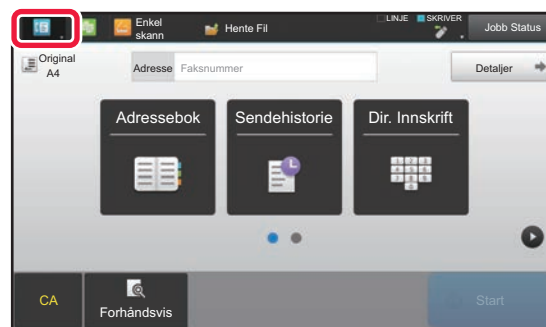 Enkel
skann
Hente Fil
LINJE
SKRIVER
Jobb Status
Original
A4
Adresse
Faksnummer
Detaljer
Adressebok
Sendehistorie
Dir. Innskrift
CA
Forhåndsvis
Start